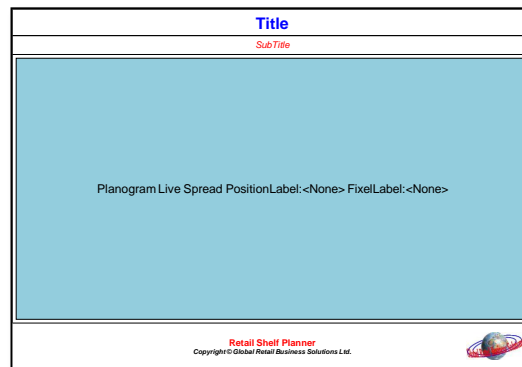 Title
SubTitle
Planogram Live Spread PositionLabel:<None> FixelLabel:<None>
Retail Shelf Planner
Copyright © Global Retail Business Solutions Ltd.